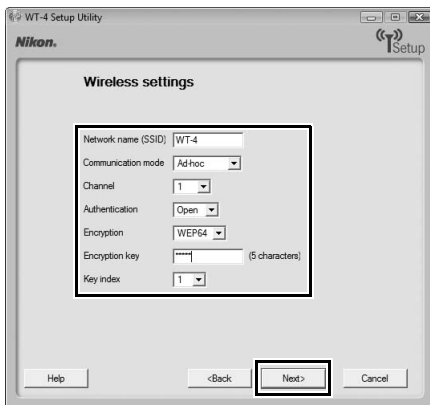 WT-4 Setup Utility
Nikon.
Setup
Wireless settings
Network name (SSID) WT-4
Communication mode Ad-hoc
Channel 1
Authentication Open
Encryption WEP64
Encryption key ***** (5 characters)
Key index 1
Help <Back Next> Cancel